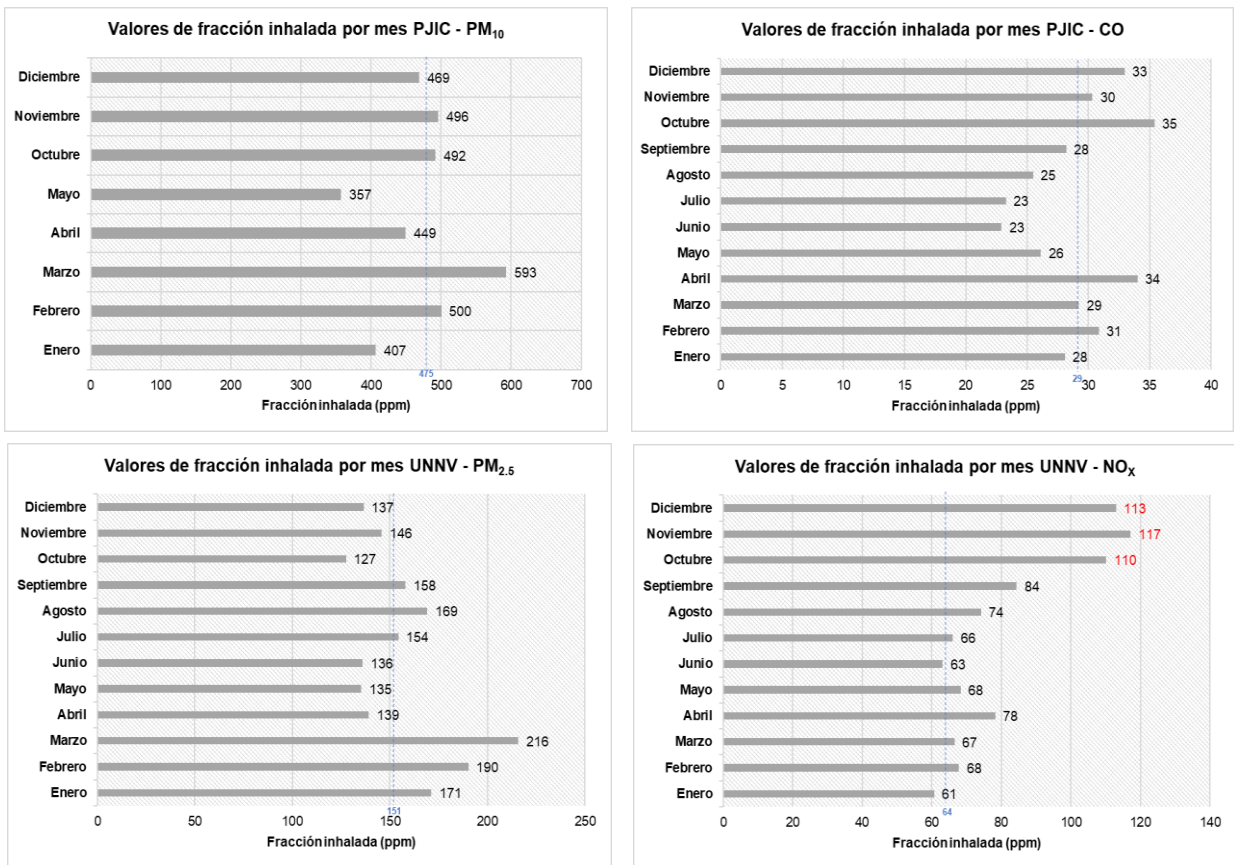 Valores de fracción inhalada por mes PJIC - PM₁₀
Diciembre 469
Noviembre 496
Octubre 492
Mayo 357
Abril 449
Marzo 593
Febrero 500
Enero 407
0 100 200 300 400 500 600 700
475
Fracción inhalada (ppm)
Valores de fracción inhalada por mes PJIC - CO
Diciembre 33
Noviembre 30
Octubre 35
Septiembre 28
Agosto 25
Julio 23
Junio 23
Mayo 26
Abril 34
Marzo 29
Febrero 31
Enero 28
0 5 10 15 20 25 30 35 40
29
Fracción inhalada (ppm)
Valores de fracción inhalada por mes UNNV - PM₂.₅
Diciembre 137
Noviembre 146
Octubre 127
Septiembre 158
Agosto 169
Julio 154
Junio 136
Mayo 135
Abril 139
Marzo 216
Febrero 190
Enero 171
151
0 50 100 150 200 250
Fracción inhalada (ppm)
Valores de fracción inhalada por mes UNNV - NOₓ
Diciembre 113
Noviembre 117
Octubre 110
Septiembre 84
Agosto 74
Julio 66
Junio 63
Mayo 68
Abril 78
Marzo 67
Febrero 68
Enero 61
64
0 20 40 60 80 100 120 140
Fracción inhalada (ppm)